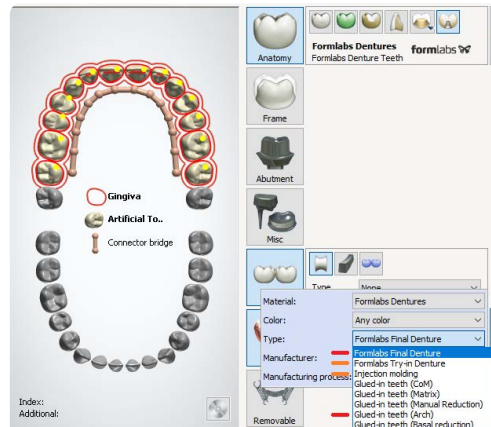 Gingiva
Artificial To..
Connector bridge
Index:
Additional:
Anatomy
Formlabs Dentures
Formlabs Denture Teeth
formlabs
Frame
Abutment
Misc
Type
None
Material:
Formlabs Dentures
Color:
Any color
Type:
Formlabs Final Denture
Manufacturer:
Manufacturing process:
Formlabs Final Denture
Formlabs Try-in Denture
Injection molding
Glued-in teeth (CoM)
Glued-in teeth (Matrix)
Glued-in teeth (Manual Reduction)
Glued-in teeth (Arch)
Glued-in teeth (Basal reduction)
Removable